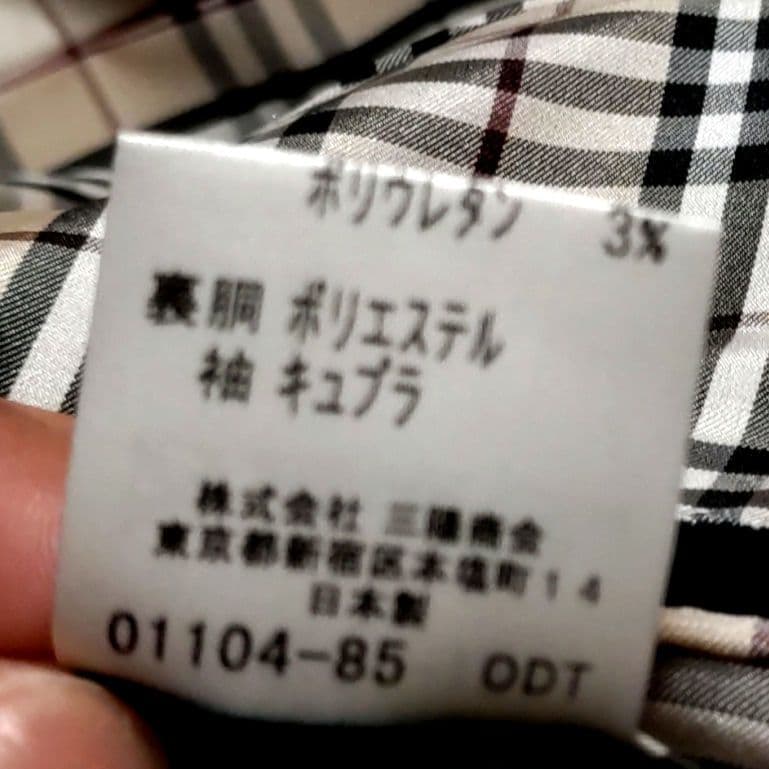 ポリウレタン 3%
裏胴 ポリエステル
袖 キュプラ
株式会社 三陽商会
東京都新宿区本塩町14
日本製
01104-85 ODT